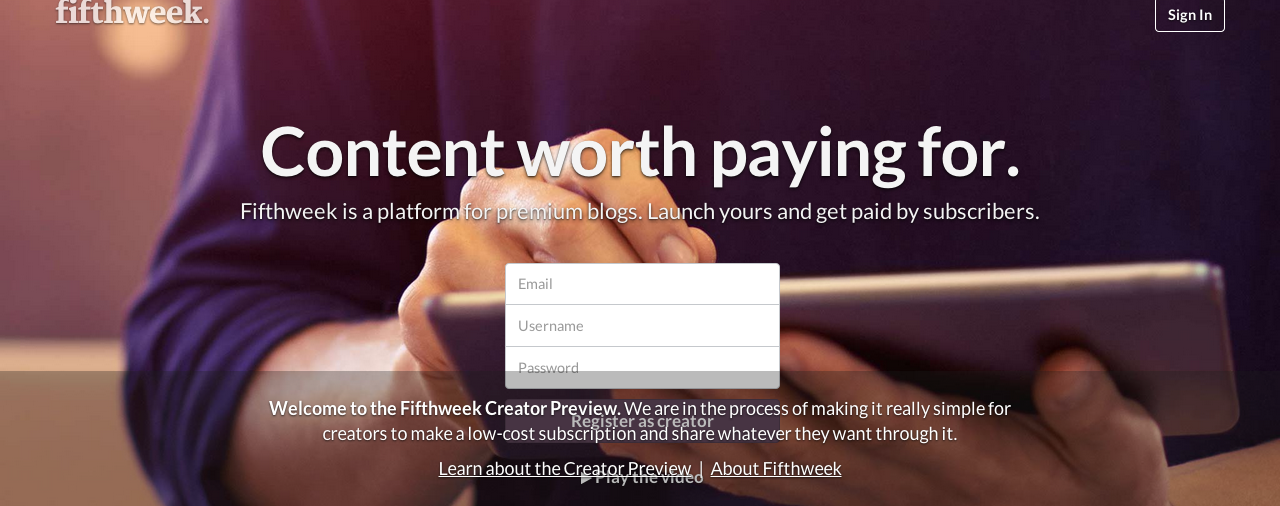 fifthweek.
Sign In
Content worth paying for.
Fifthweek is a platform for premium blogs. Launch yours and get paid by subscribers.
Email
Username
Password
Welcome to the Fifthweek Creator Preview. We are in the process of making it really simple for
Register as creator
creators to make a low-cost subscription and share whatever they want through it.
Learn about the Creator Preview | About Fifthweek
▶ Play the video